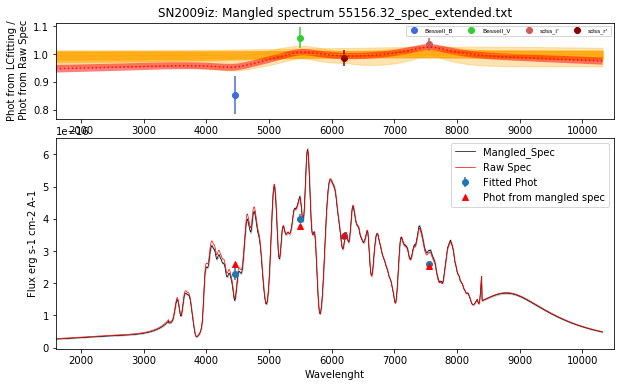 SN2009iz: Mangled spectrum 55156.32_spec_extended.txt
Phot from LCfitting /
Phot from Raw Spec
1.1
1.0
0.9
0.8
Bessell_B Bessell_V sdss_i' sdss_r'
2000 3000 4000 5000 6000 7000 8000 9000 10000
1e−16
Flux erg s-1 cm-2 A-1
6
5
4
3
2
1
0
Mangled_Spec
Raw Spec
Fitted Phot
Phot from mangled spec
2000 3000 4000 5000 6000 7000 8000 9000 10000
Wavelenght